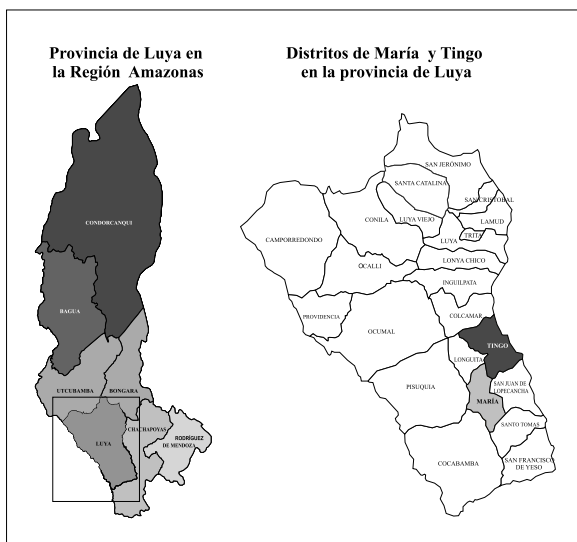 Provincia de Luya en
la Región Amazonas
CONDORCANQUI
BAGUA
UTCUBAMBA
BONGARA
LUYA
CHACHAPOYAS
RODRÍGUEZ
DE MENDOZA
Distritos de María y Tingo
en la provincia de Luya
SAN JERÓNIMO
SANTA CATALINA
SAN CRISTOBAL
CONILA
LUYA VIEJO
LAMUD
TRITA
LUYA
CAMPORREDONDO
LONYA CHICO
OCALLI
INGUILPATA
PROVIDENCIA
COLCAMAR
OCUMAL
TINGO
LONGUITA
PISUQUIA
SAN JUAN DE
LOPECANCHA
MARÍA
SANTO TOMAS
COCABAMBA
SAN FRANCISCO
DE YESO